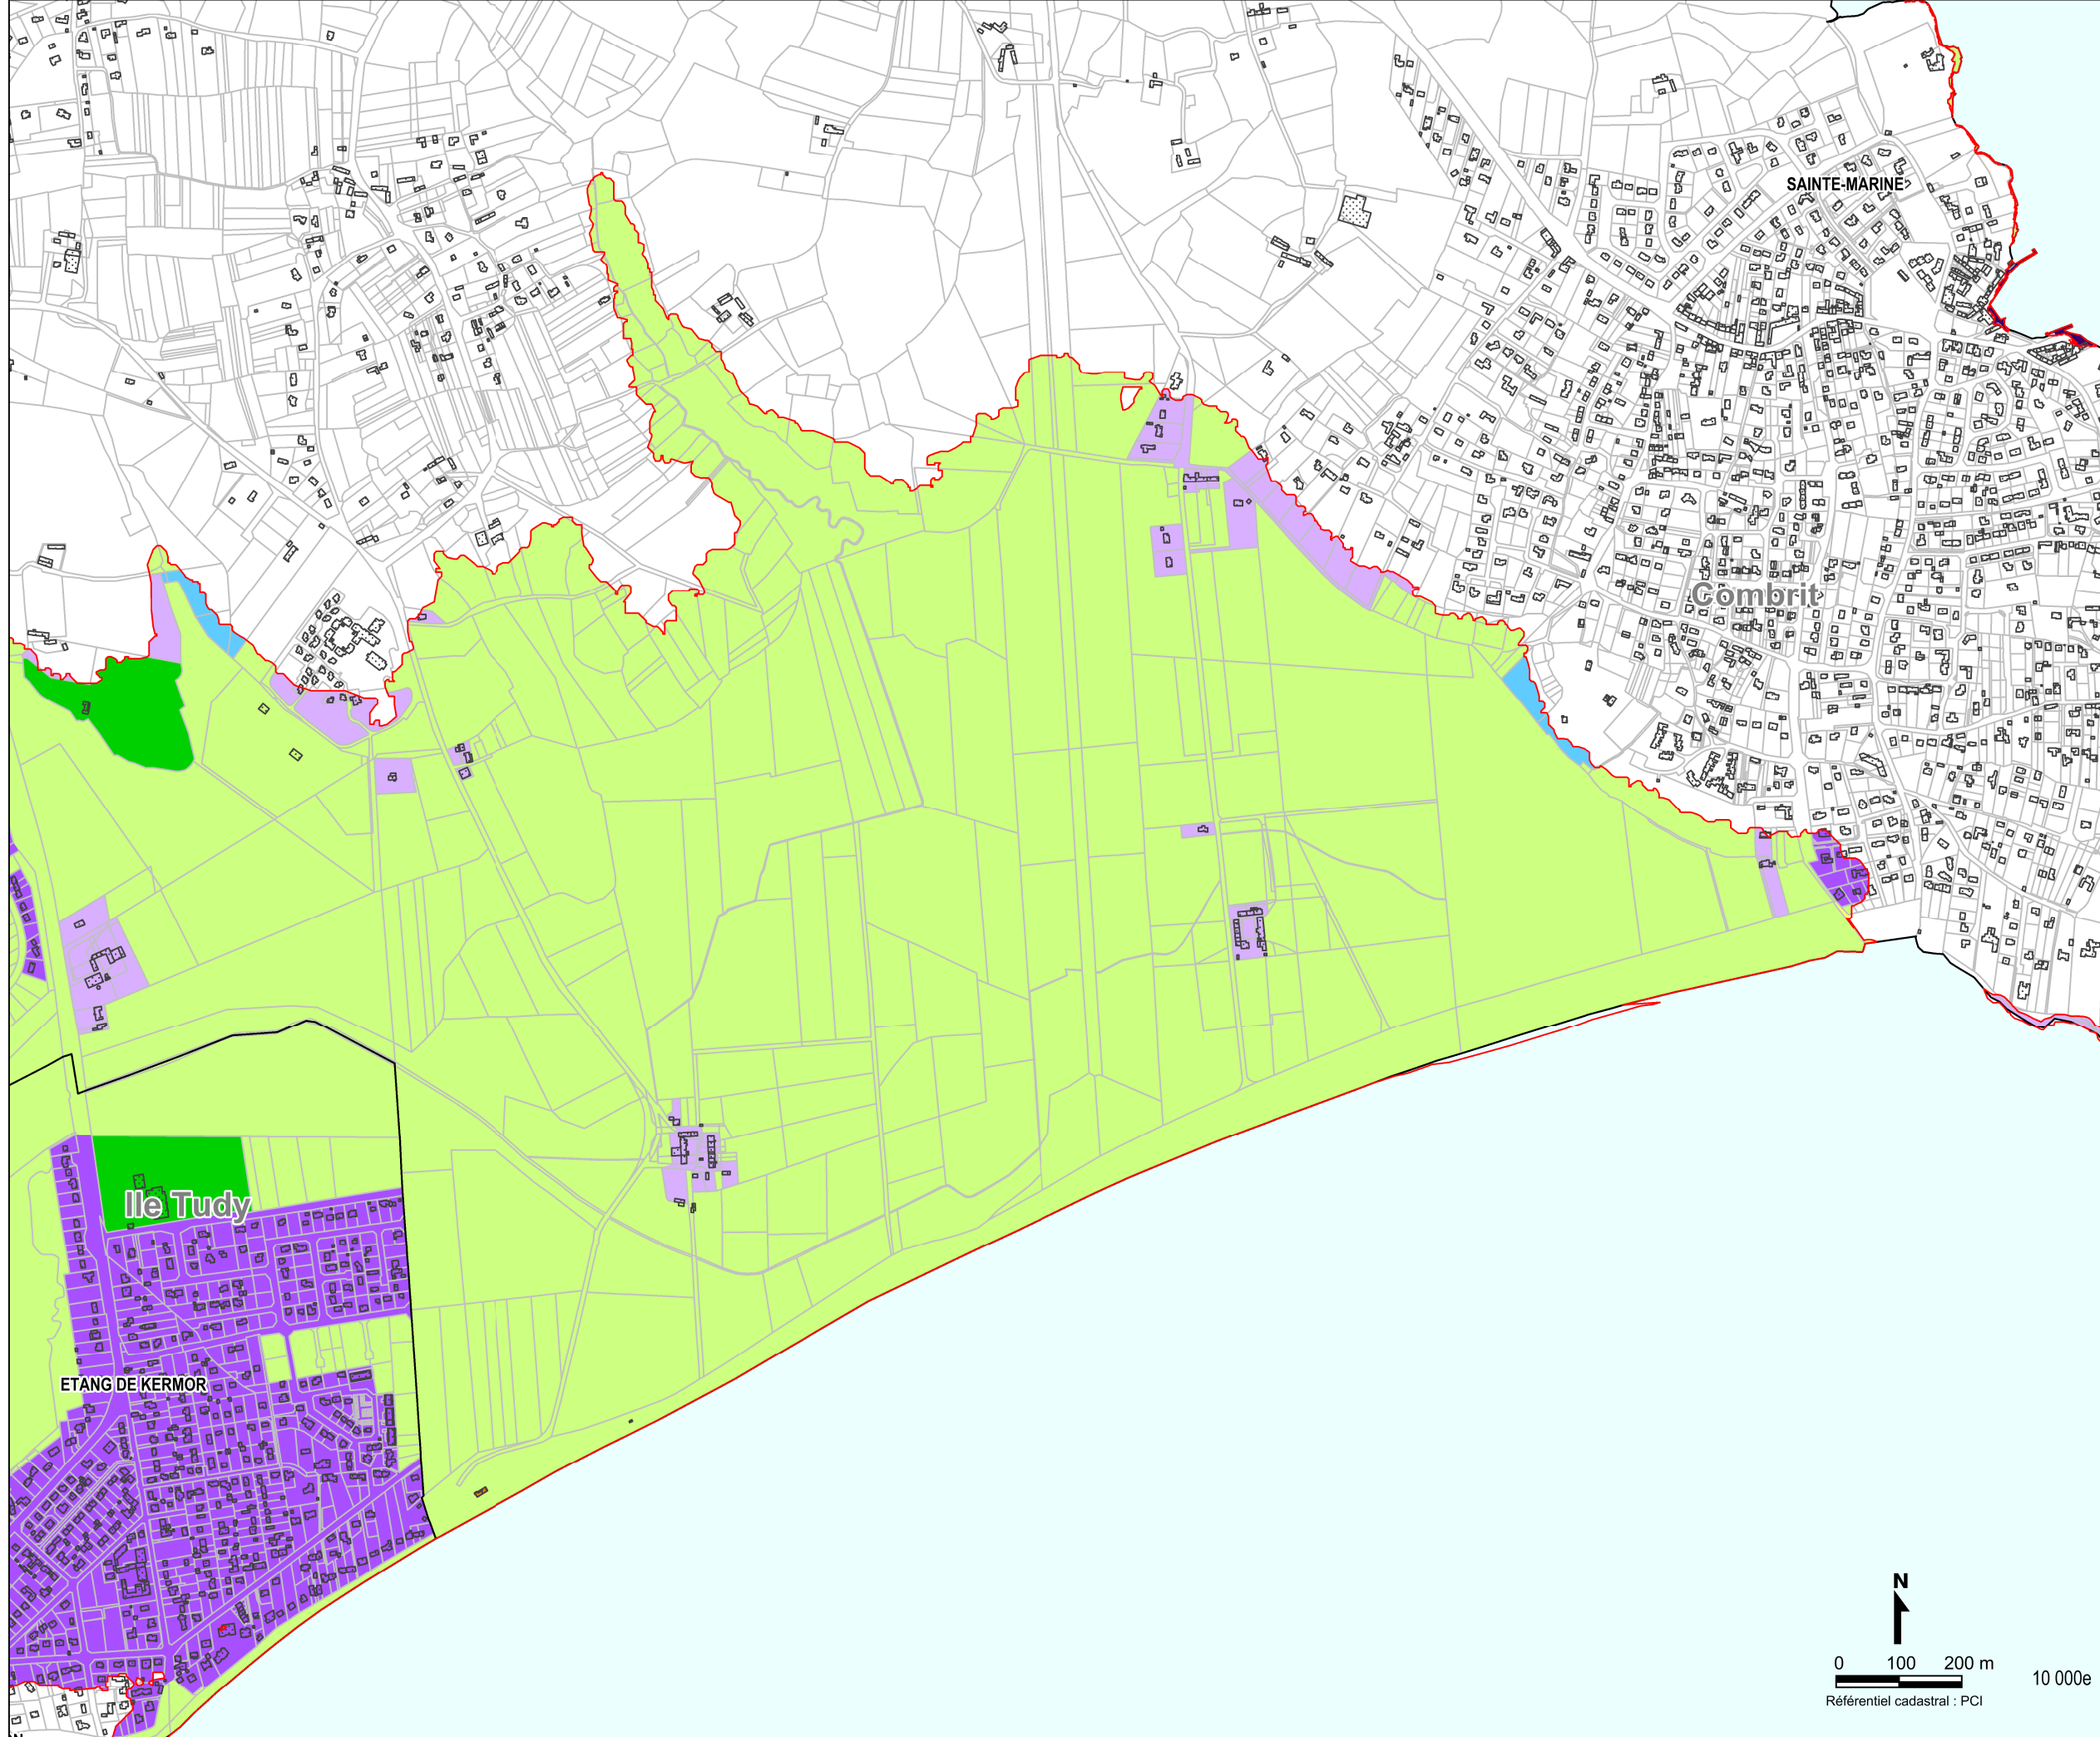 SAINTE-MARINE
Combrit
Ile Tudy
ETANG DE KERMOR
N
0 100 200 m
10 000e
Référentiel cadastral : PCI